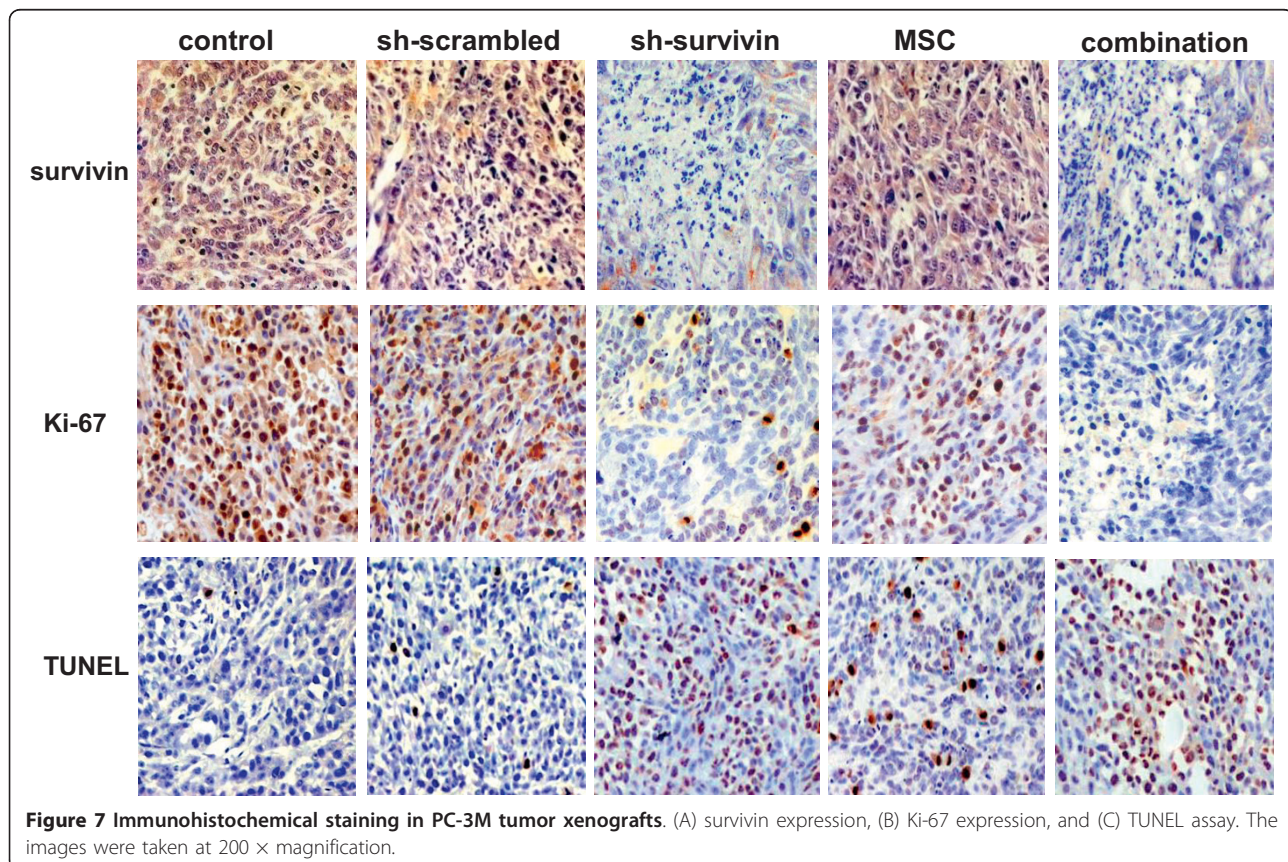 control sh-scrambled sh-survivin MSC combination
survivin
Ki-67
TUNEL
Figure 7 Immunohistochemical staining in PC-3M tumor xenografts. (A) survivin expression, (B) Ki-67 expression, and (C) TUNEL assay. The
images were taken at 200 × magnification.